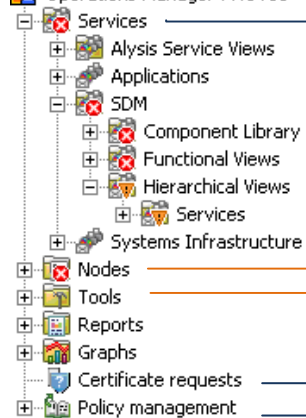 Services
Alysis Service Views
Applications
SDM
Component Library
Functional Views
Hierarchical Views
Services
Systems Infrastructure
Nodes
Tools
Reports
Graphs
Certificate requests
Policy management